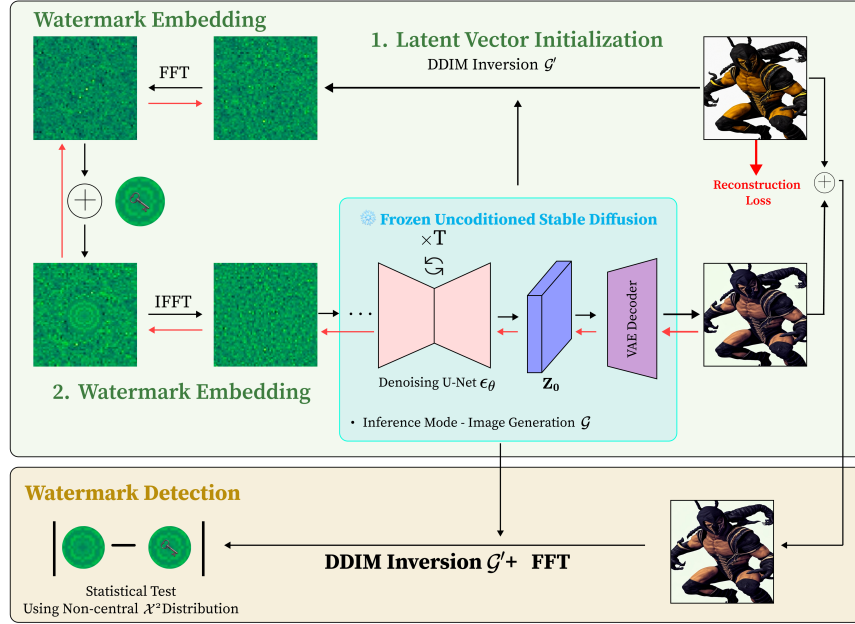 Watermark Embedding
1. Latent Vector Initialization
DDIM Inversion 𝒢′
FFT
Reconstruction
Loss
Frozen Uncoditioned Stable Diffusion
×T
IFFT
...
VAE Decoder
Denoising U-Net ϵθ
Z₀
2. Watermark Embedding
• Inference Mode - Image Generation 𝒢
Watermark Detection
DDIM Inversion 𝒢′+ FFT
Statistical Test
Using Non-central 𝒳² Distribution